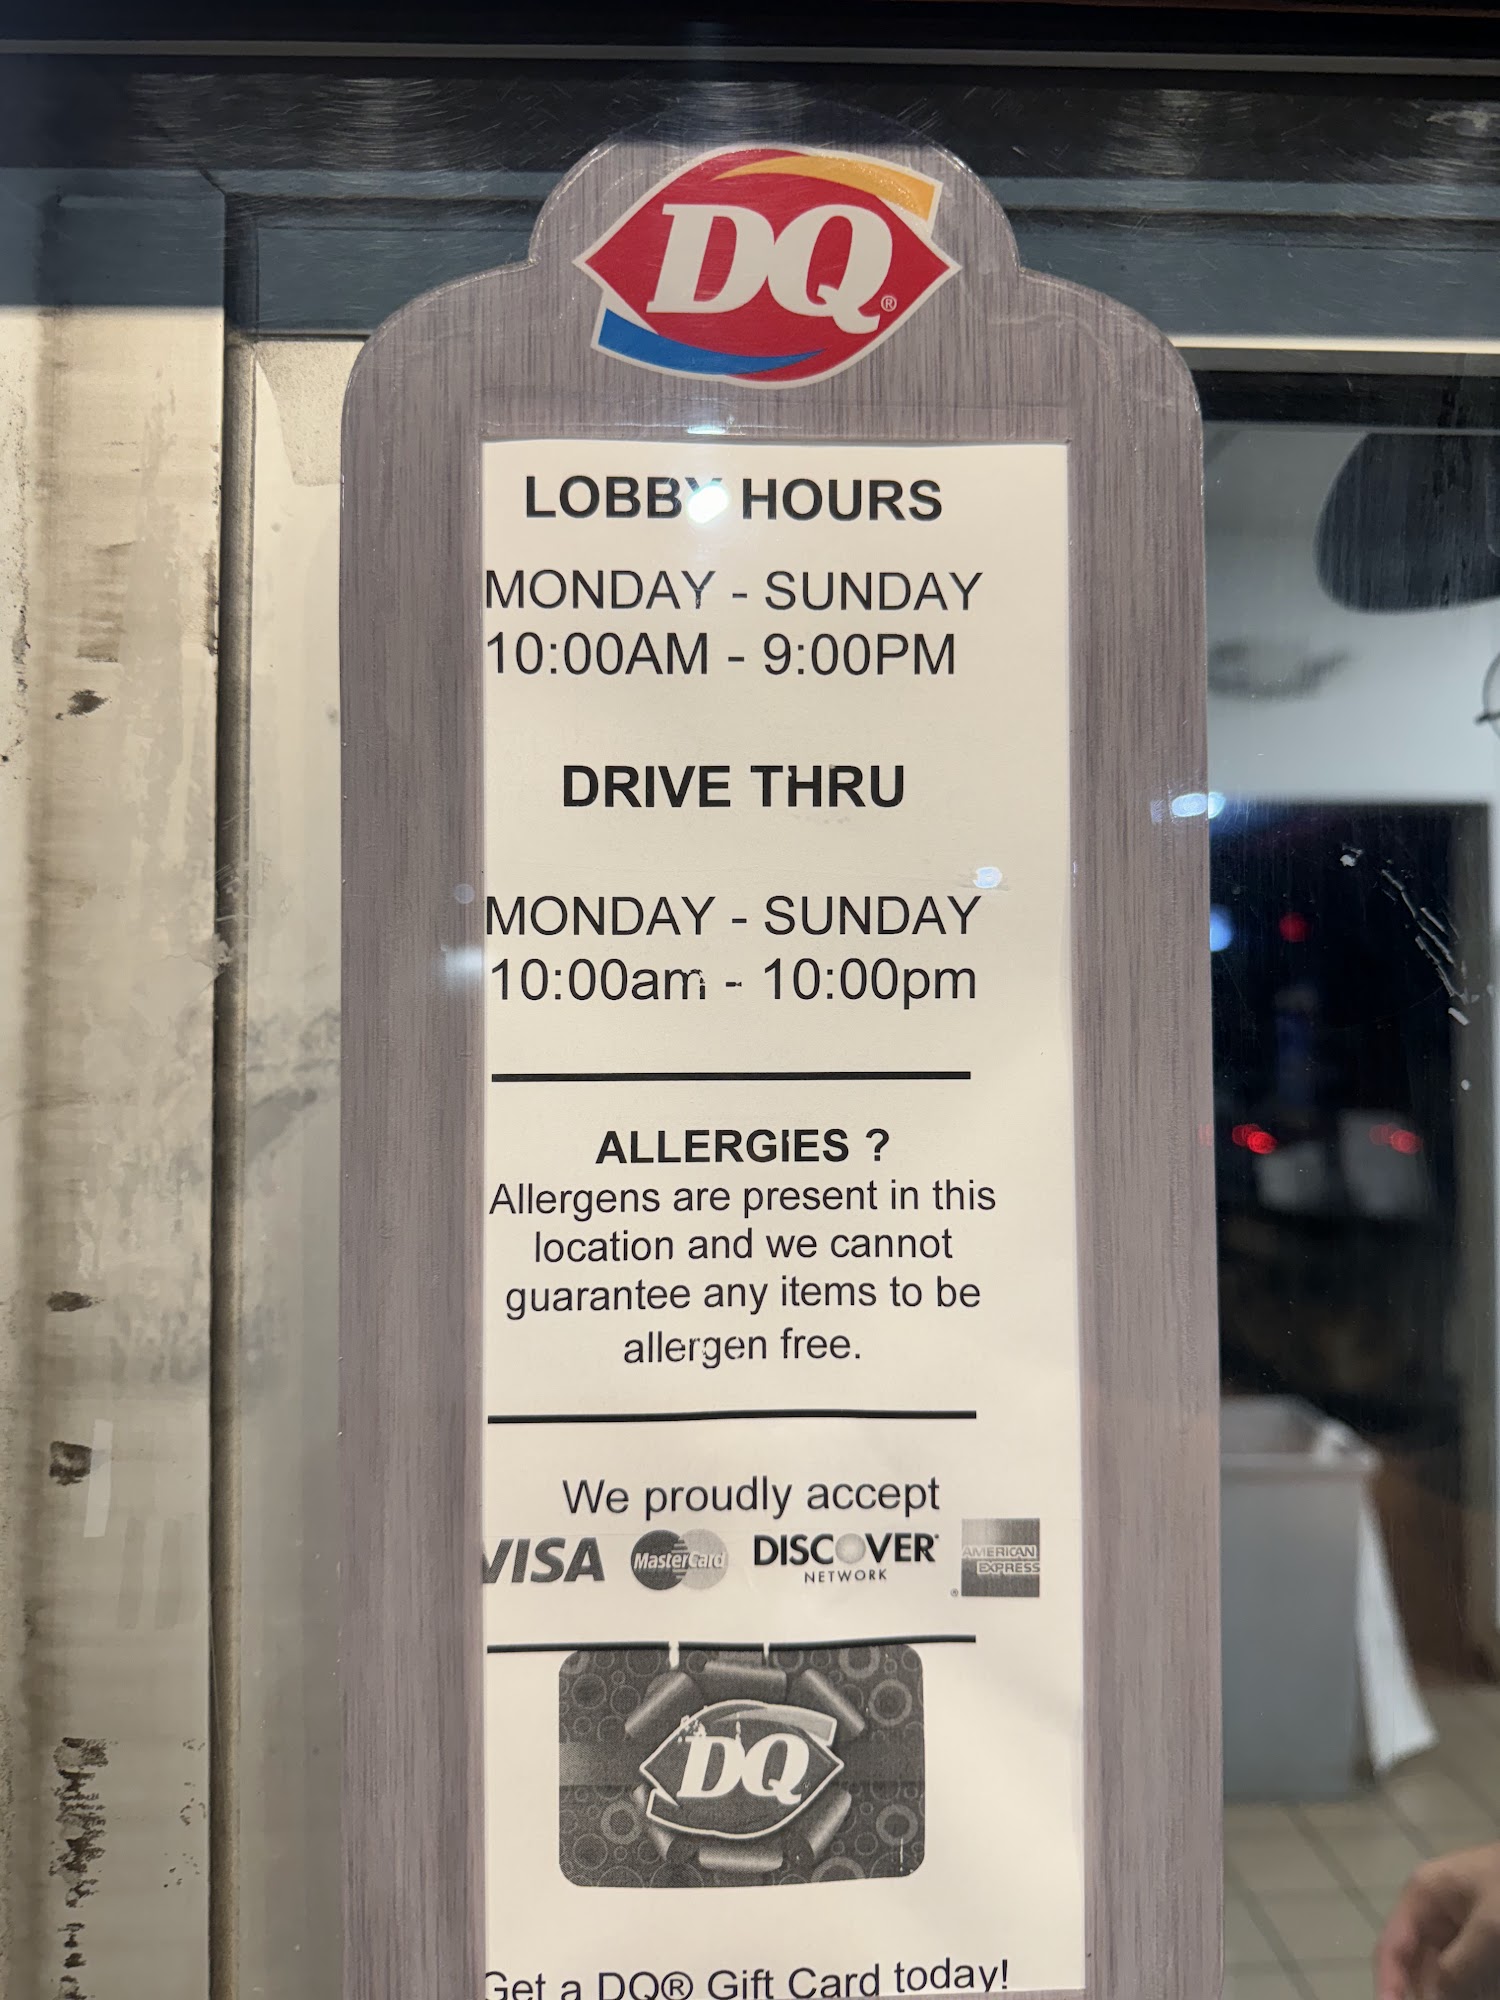 DQ®
LOBBY HOURS
MONDAY - SUNDAY
10:00AM - 9:00PM
DRIVE THRU
MONDAY - SUNDAY
10:00am - 10:00pm
ALLERGIES ?
Allergens are present in this
location and we cannot
guarantee any items to be
allergen free.
We proudly accept
VISA MasterCard DISCOVER® NETWORK ® AMERICAN EXPRESS
DQ
Get a DQ® Gift Card today!